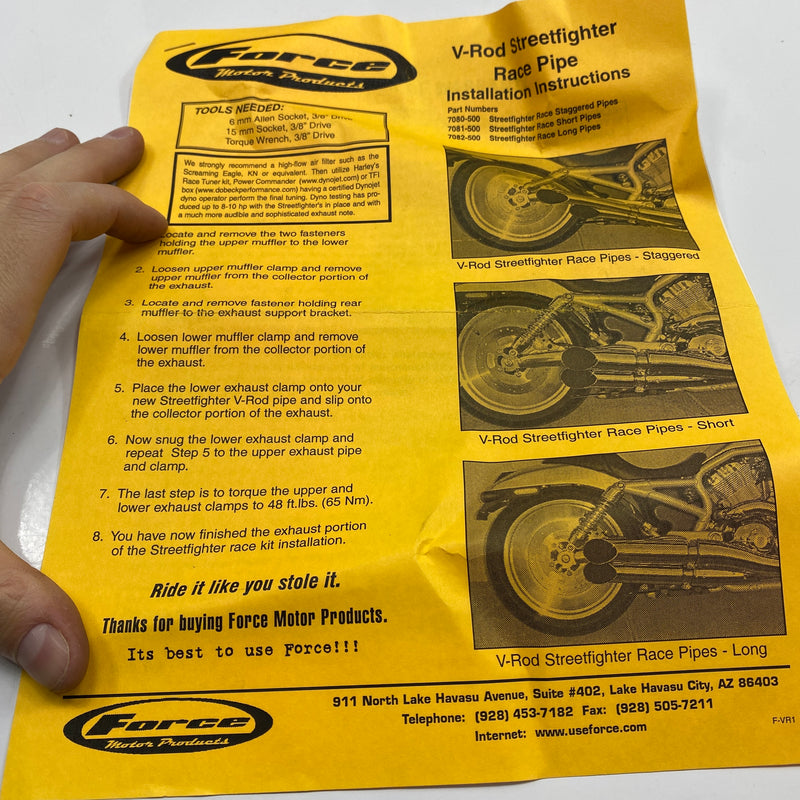 Force
Motor Products
V-Rod Streetfighter
Race Pipe
Installation Instructions
Part Numbers
7080-500 Streetfighter Race Staggered Pipes
7081-500 Streetfighter Race Short Pipes
7082-500 Streetfighter Race Long Pipes
TOOLS NEEDED:
6 mm Allen Socket, 3/8" Drive
15 mm Socket, 3/8" Drive
Torque Wrench, 3/8" Drive
We strongly recommend a high-flow air filter such as the
Screaming Eagle, KN or equivalent. Then utilize Harley's
Race Tuner kit, Power Commander (www.dynojet.com) or TFI
box (www.dobeckperformance.com) having a certified Dynojet
dyno operator perform the final tuning. Dyno testing has pro-
duced up to 8-10 hp with the Streetfighter's in place and with
a much more audible and sophisticated exhaust note.
Locate and remove the two fasteners
holding the upper muffler to the lower
muffler.
2. Loosen upper muffler clamp and remove
upper muffler from the collector portion of
the exhaust.
3. Locate and remove fastener holding rear
muffler to the exhaust support bracket.
4. Loosen lower muffler clamp and remove
lower muffler from the collector portion of
the exhaust.
5. Place the lower exhaust clamp onto your
new Streetfighter V-Rod pipe and slip onto
the collector portion of the exhaust.
6. Now snug the lower exhaust clamp and
repeat Step 5 to the upper exhaust pipe
and clamp.
7. The last step is to torque the upper and
lower exhaust clamps to 48 ft.lbs. (65 Nm).
8. You have now finished the exhaust portion
of the Streetfighter race kit installation.
Ride it like you stole it.
Thanks for buying Force Motor Products.
Its best to use Force!!!
V-Rod Streetfighter Race Pipes - Staggered
V-Rod Streetfighter Race Pipes - Short
V-Rod Streetfighter Race Pipes - Long
Force
Motor Products
911 North Lake Havasu Avenue, Suite #402, Lake Havasu City, AZ 86403
Telephone: (928) 453-7182 Fax: (928) 505-7211
Internet: www.useforce.com
F-VR1